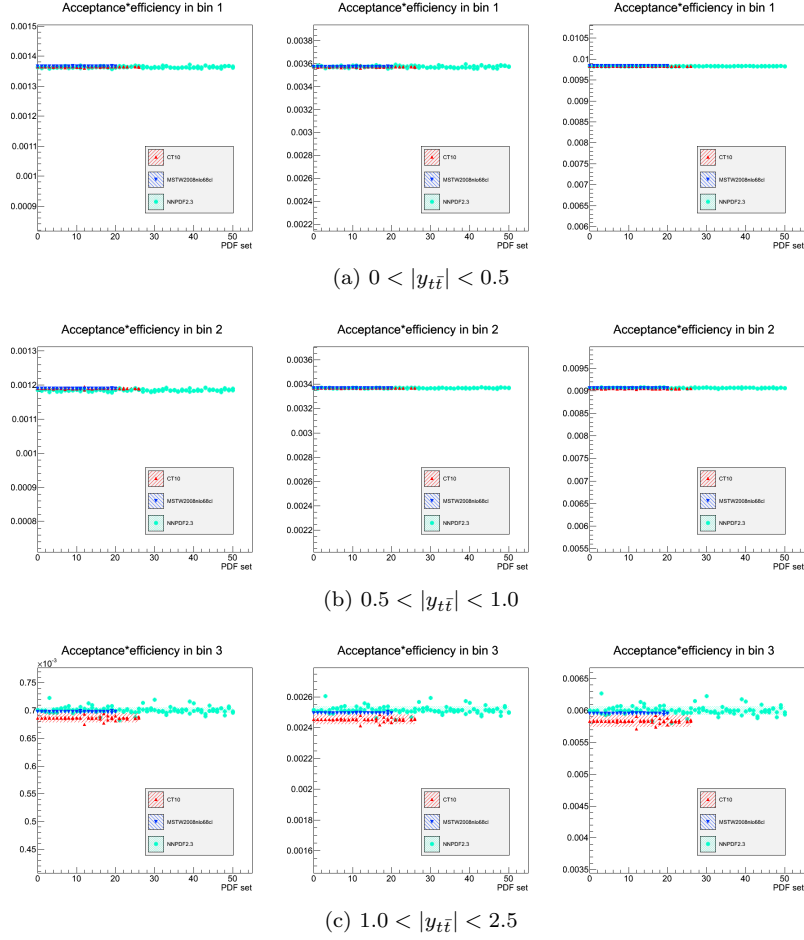 Acceptance*efficiency in bin 1
0.0015
0.0014
0.0013
0.0012
0.0011
0.001
0.0009
CT10
MSTW2008nlo68cl
NNPDF2.3
0 10 20 30 40 50
PDF set
Acceptance*efficiency in bin 1
0.0038
0.0036
0.0034
0.0032
0.003
0.0028
0.0026
0.0024
0.0022
CT10
MSTW2008nlo68cl
NNPDF2.3
0 10 20 30 40 50
PDF set
Acceptance*efficiency in bin 1
0.0105
0.01
0.0095
0.009
0.0085
0.008
0.0075
0.007
0.0065
0.006
CT10
MSTW2008nlo68cl
NNPDF2.3
0 10 20 30 40 50
PDF set
(a) 0 < |y_{tt̄}| < 0.5
Acceptance*efficiency in bin 2
0.0013
0.0012
0.0011
0.001
0.0009
0.0008
CT10
MSTW2008nlo68cl
NNPDF2.3
0 10 20 30 40 50
PDF set
Acceptance*efficiency in bin 2
0.0036
0.0034
0.0032
0.003
0.0028
0.0026
0.0024
0.0022
CT10
MSTW2008nlo68cl
NNPDF2.3
0 10 20 30 40 50
PDF set
Acceptance*efficiency in bin 2
0.0095
0.009
0.0085
0.008
0.0075
0.007
0.0065
0.006
0.0055
CT10
MSTW2008nlo68cl
NNPDF2.3
0 10 20 30 40 50
PDF set
(b) 0.5 < |y_{tt̄}| < 1.0
Acceptance*efficiency in bin 3
×10⁻³
0.75
0.7
0.65
0.6
0.55
0.5
0.45
CT10
MSTW2008nlo68cl
NNPDF2.3
0 10 20 30 40 50
PDF set
Acceptance*efficiency in bin 3
0.0026
0.0024
0.0022
0.002
0.0018
0.0016
CT10
MSTW2008nlo68cl
NNPDF2.3
0 10 20 30 40 50
PDF set
Acceptance*efficiency in bin 3
0.0065
0.006
0.0055
0.005
0.0045
0.004
0.0035
CT10
MSTW2008nlo68cl
NNPDF2.3
0 10 20 30 40 50
PDF set
(c) 1.0 < |y_{tt̄}| < 2.5